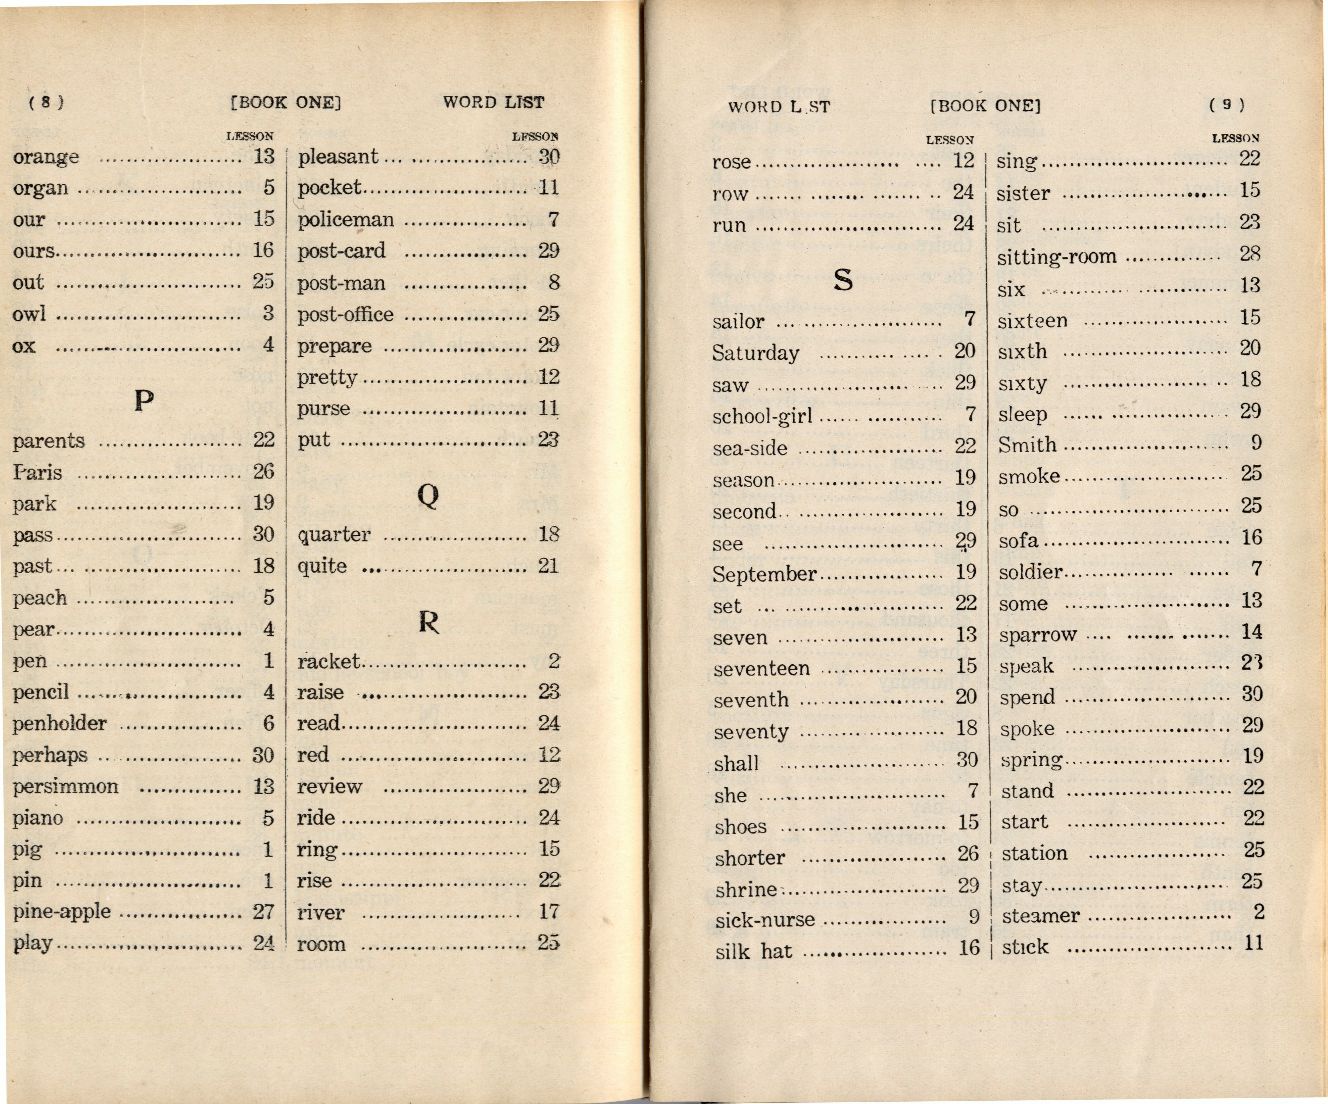 ( 8 ) [BOOK ONE] WORD LIST
LESSON
orange 13
organ 5
our 15
ours 16
out 25
owl 3
ox 4
P
parents 22
Paris 26
park 19
pass 30
past 18
peach 5
pear 4
pen 1
pencil 4
penholder 6
perhaps 30
persimmon 13
piano 5
pig 1
pin 1
pine-apple 27
play 24
LESSON
pleasant 30
pocket 11
policeman 7
post-card 29
post-man 8
post-office 25
prepare 29
pretty 12
purse 11
put 23
Q
quarter 18
quite 21
R
racket 2
raise 23
read 24
red 12
review 29
ride 24
ring 15
rise 22
river 17
room 25
WORD L.ST [BOOK ONE] ( 9 )
LESSON
rose 12
row 24
run 24
S
sailor 7
Saturday 20
saw 29
school-girl 7
sea-side 22
season 19
second 19
see 29
September 19
set 22
seven 13
seventeen 15
seventh 20
seventy 18
shall 30
she 7
shoes 15
shorter 26
shrine 29
sick-nurse 9
silk hat 16
LESSON
sing 22
sister 15
sit 23
sitting-room 28
six 13
sixteen 15
sixth 20
sixty 18
sleep 29
Smith 9
smoke 25
so 25
sofa 16
soldier 7
some 13
sparrow 14
speak 23
spend 30
spoke 29
spring 19
stand 22
start 22
station 25
stay 25
steamer 2
stick 11